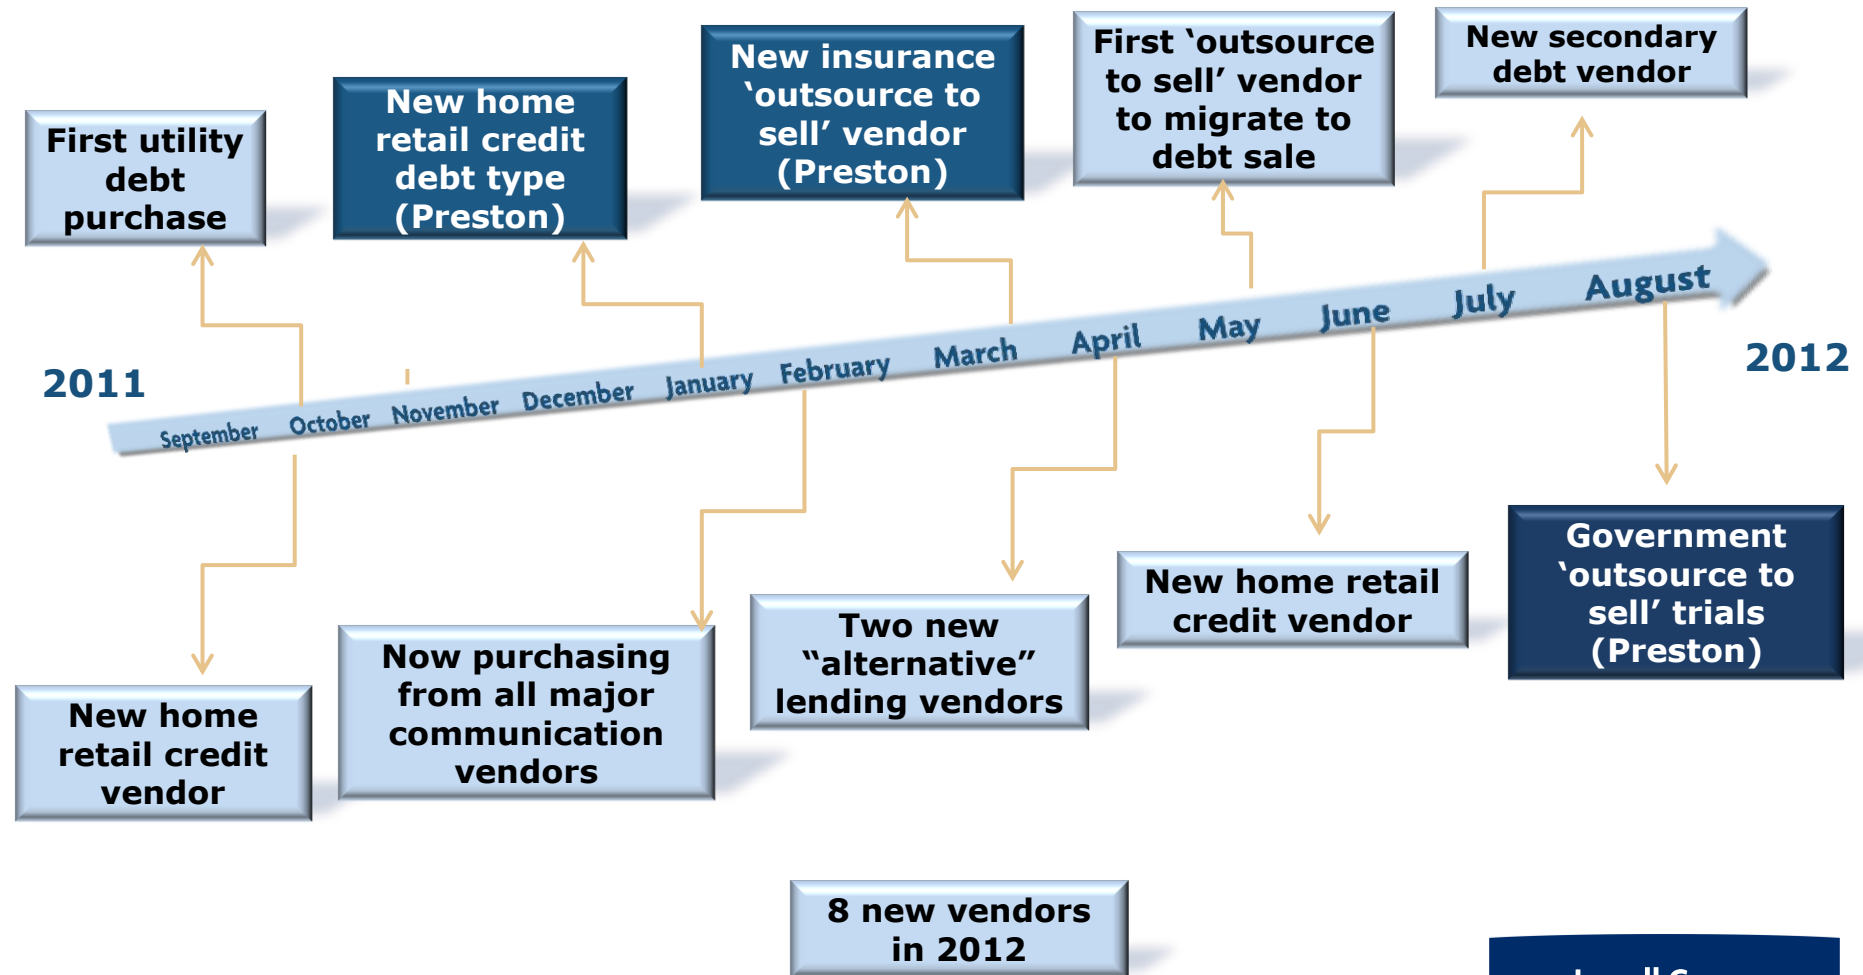 First utility
debt
purchase
New home
retail credit
debt type
(Preston)
New insurance
‘outsource to
sell’ vendor
(Preston)
First ‘outsource
to sell’ vendor
to migrate to
debt sale
New secondary
debt vendor
2011
September
October
November
December
January
February
March
April
May
June
July
August
2012
New home
retail credit
vendor
Now purchasing
from all major
communication
vendors
Two new
“alternative”
lending vendors
New home retail
credit vendor
Government
‘outsource to
sell’ trials
(Preston)
8 new vendors
in 2012